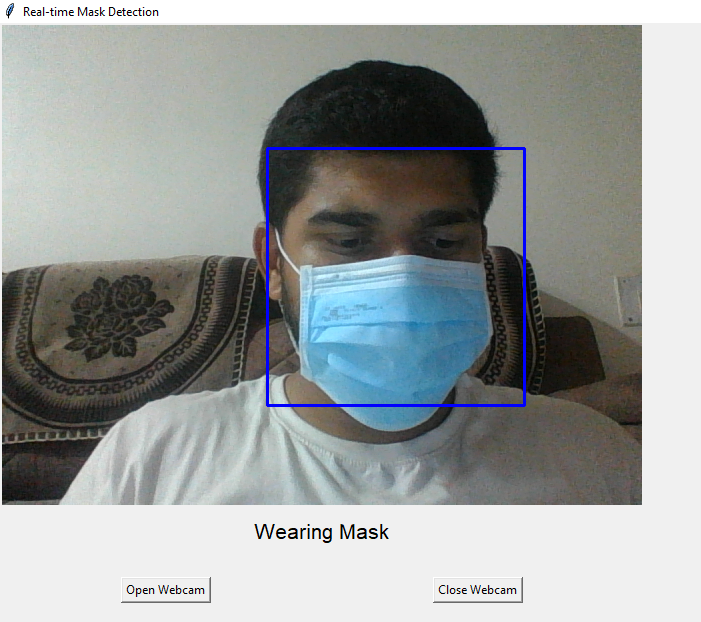 Real-time Mask Detection
Wearing Mask
Open Webcam
Close Webcam